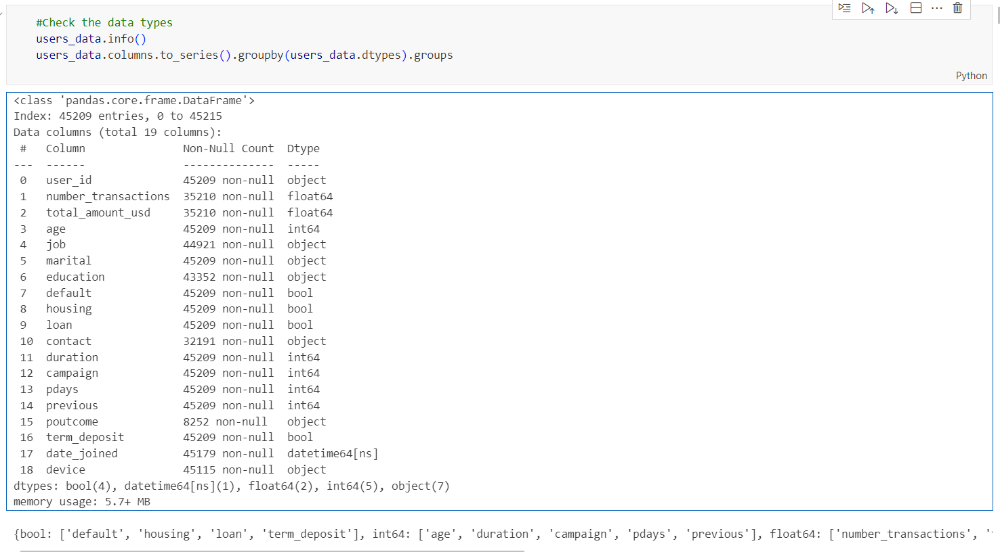 #Check the data types
users_data.info()
users_data.columns.to_series().groupby(users_data.dtypes).groups
Python
<class 'pandas.core.frame.DataFrame'>
Index: 45209 entries, 0 to 45215
Data columns (total 19 columns):
 #   Column               Non-Null Count  Dtype
---  ------               --------------  -----
 0   user_id              45209 non-null  object
 1   number_transactions  35210 non-null  float64
 2   total_amount_usd     35210 non-null  float64
 3   age                  45209 non-null  int64
 4   job                  44921 non-null  object
 5   marital              45209 non-null  object
 6   education            43352 non-null  object
 7   default              45209 non-null  bool
 8   housing              45209 non-null  bool
 9   loan                 45209 non-null  bool
 10  contact              32191 non-null  object
 11  duration             45209 non-null  int64
 12  campaign             45209 non-null  int64
 13  pdays                45209 non-null  int64
 14  previous             45209 non-null  int64
 15  poutcome             8252 non-null   object
 16  term_deposit         45209 non-null  bool
 17  date_joined          45179 non-null  datetime64[ns]
 18  device               45115 non-null  object
dtypes: bool(4), datetime64[ns](1), float64(2), int64(5), object(7)
memory usage: 5.7+ MB
{bool: ['default', 'housing', 'loan', 'term_deposit'], int64: ['age', 'duration', 'campaign', 'pdays', 'previous'], float64: ['number_transactions', '